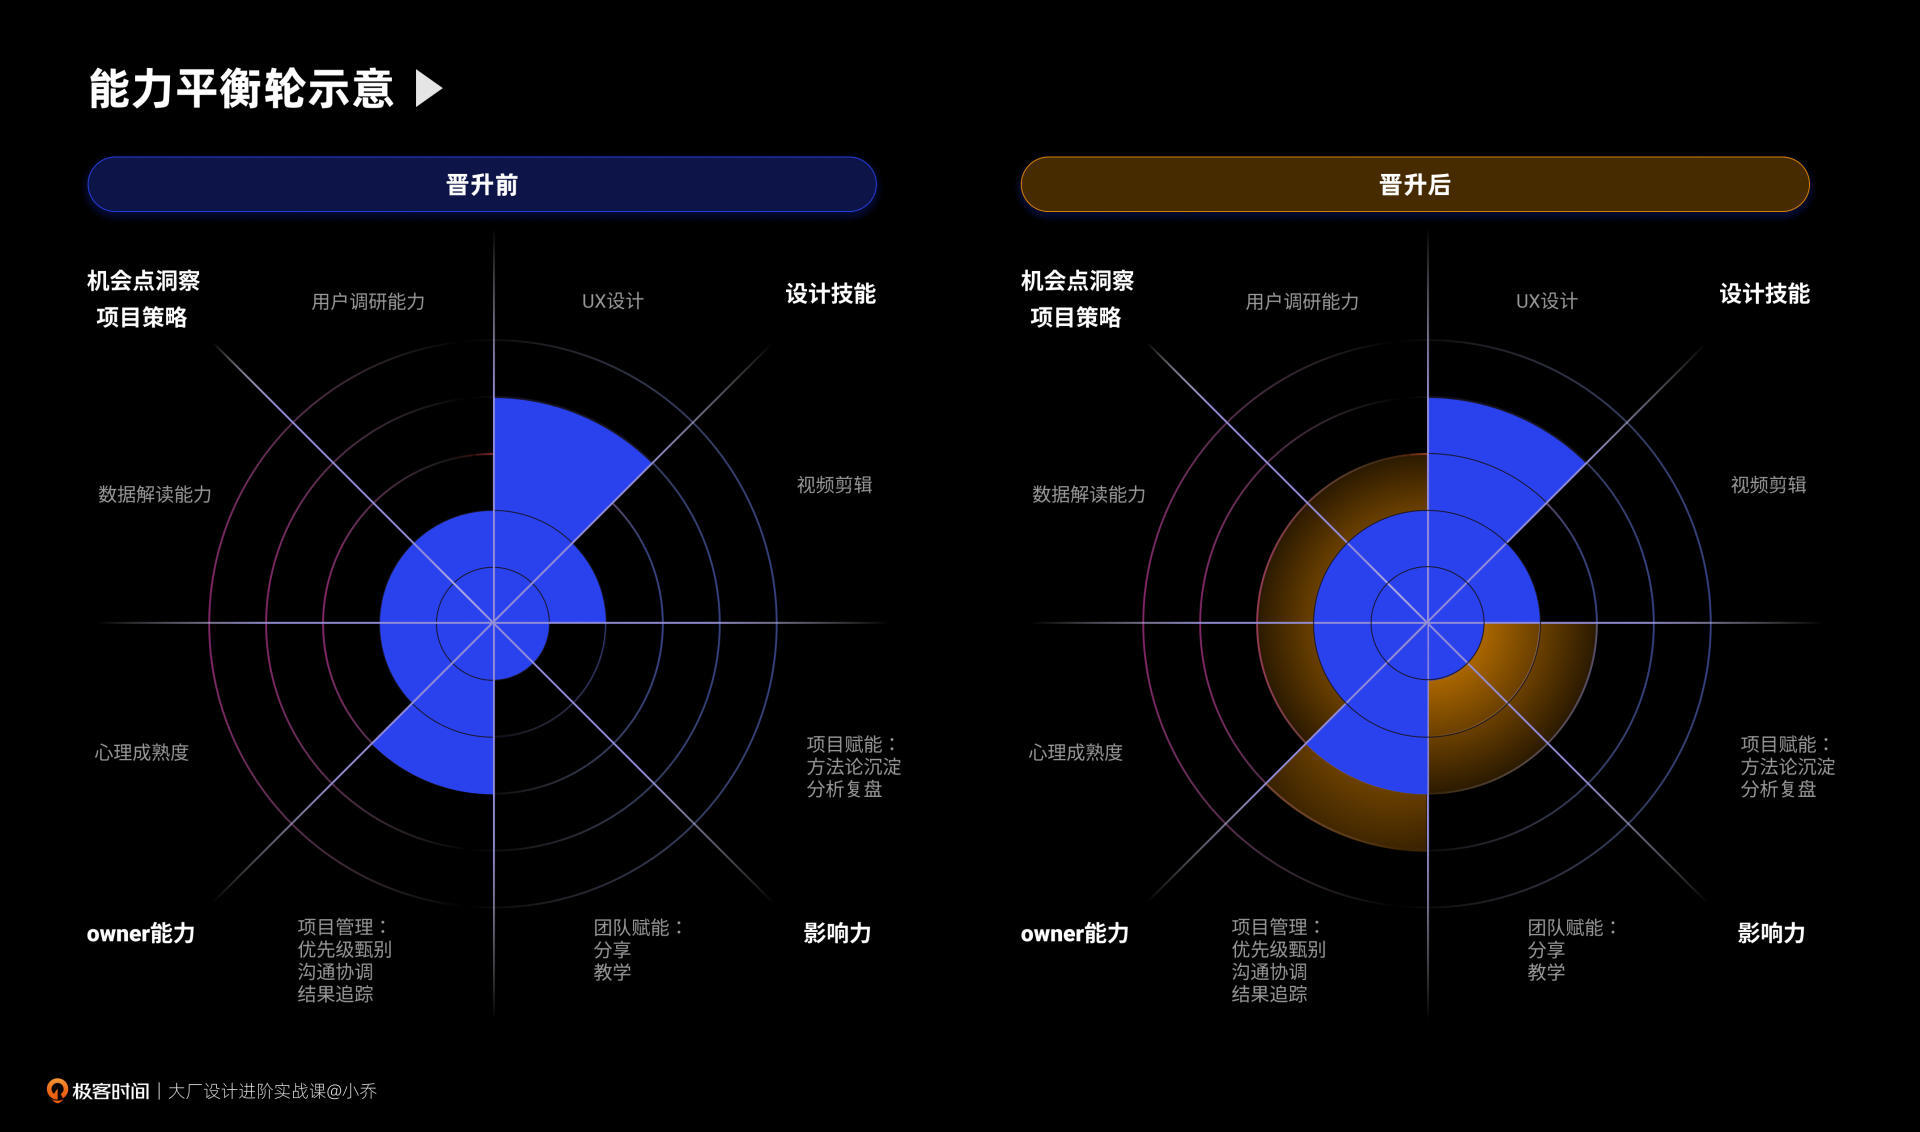 能力平衡轮示意
晋升前
机会点洞察
项目策略
用户调研能力
UX设计
设计技能
数据解读能力
视频剪辑
心理成熟度
项目赋能：
方法论沉淀
分析复盘
owner能力
项目管理：
优先级甄别
沟通协调
结果追踪
团队赋能：
分享
教学
影响力
晋升后
机会点洞察
项目策略
用户调研能力
UX设计
设计技能
数据解读能力
视频剪辑
心理成熟度
项目赋能：
方法论沉淀
分析复盘
owner能力
项目管理：
优先级甄别
沟通协调
结果追踪
团队赋能：
分享
教学
影响力
极客时间｜大厂设计进阶实战课@小乔